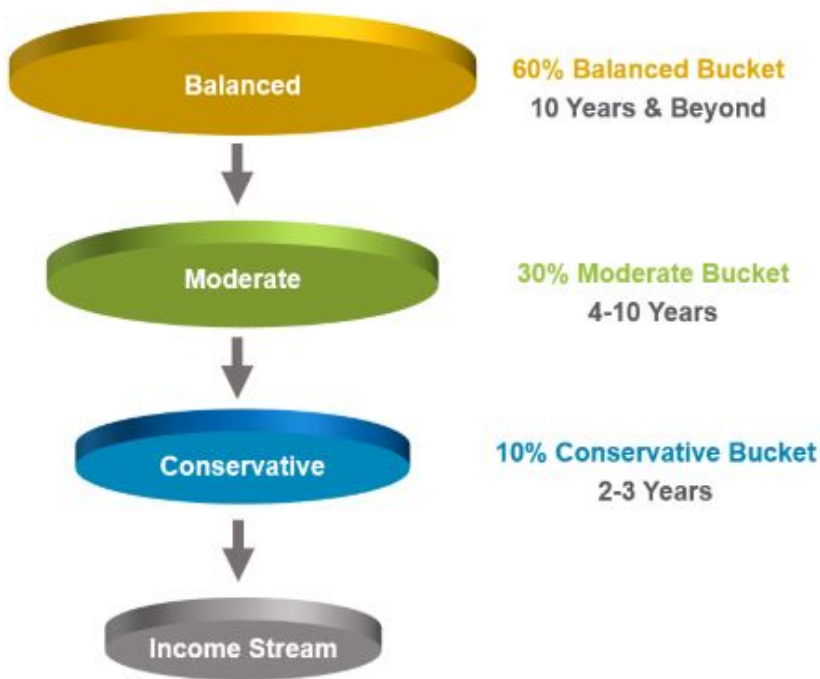 Balanced
60% Balanced Bucket
10 Years & Beyond
Moderate
30% Moderate Bucket
4-10 Years
Conservative
10% Conservative Bucket
2-3 Years
Income Stream